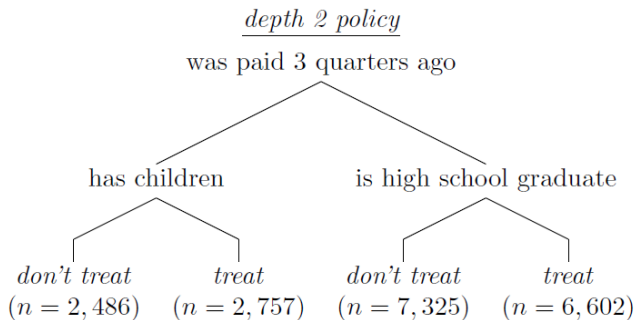 depth 2 policy
was paid 3 quarters ago
has children
is high school graduate
don't treat
(n = 2, 486)
treat
(n = 2, 757)
don't treat
(n = 7, 325)
treat
(n = 6, 602)